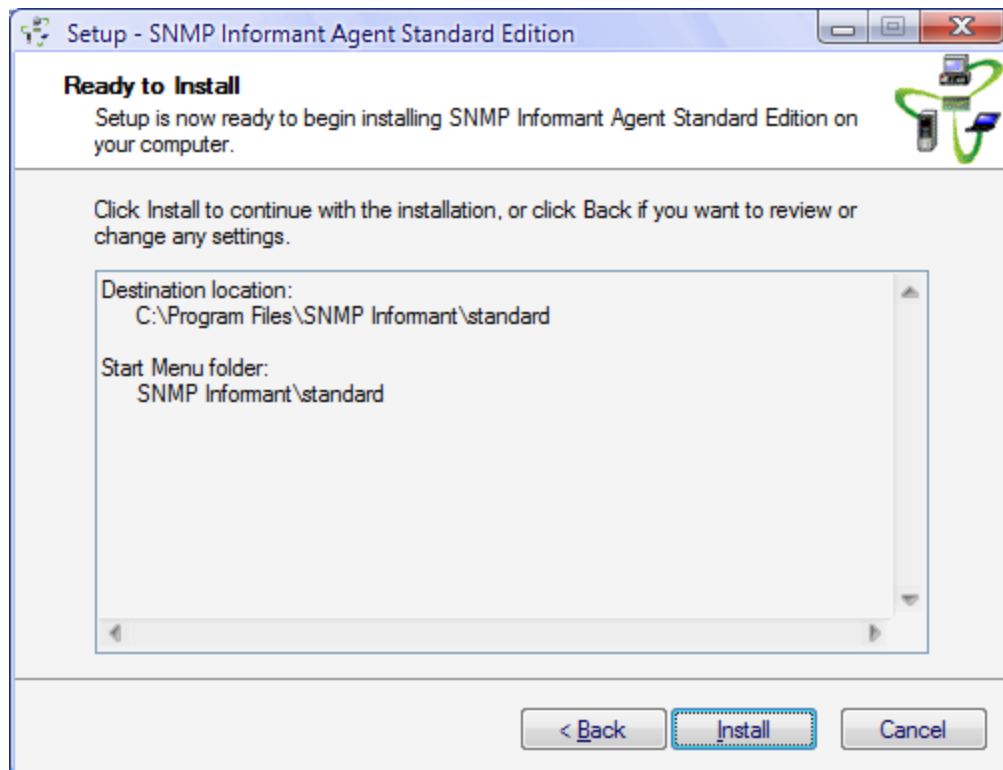 Setup - SNMP Informant Agent Standard Edition
Ready to Install
Setup is now ready to begin installing SNMP Informant Agent Standard Edition on
your computer.
Click Install to continue with the installation, or click Back if you want to review or
change any settings.
Destination location:
C:\Program Files\SNMP Informant\standard
Start Menu folder:
SNMP Informant\standard
< Back
Install
Cancel